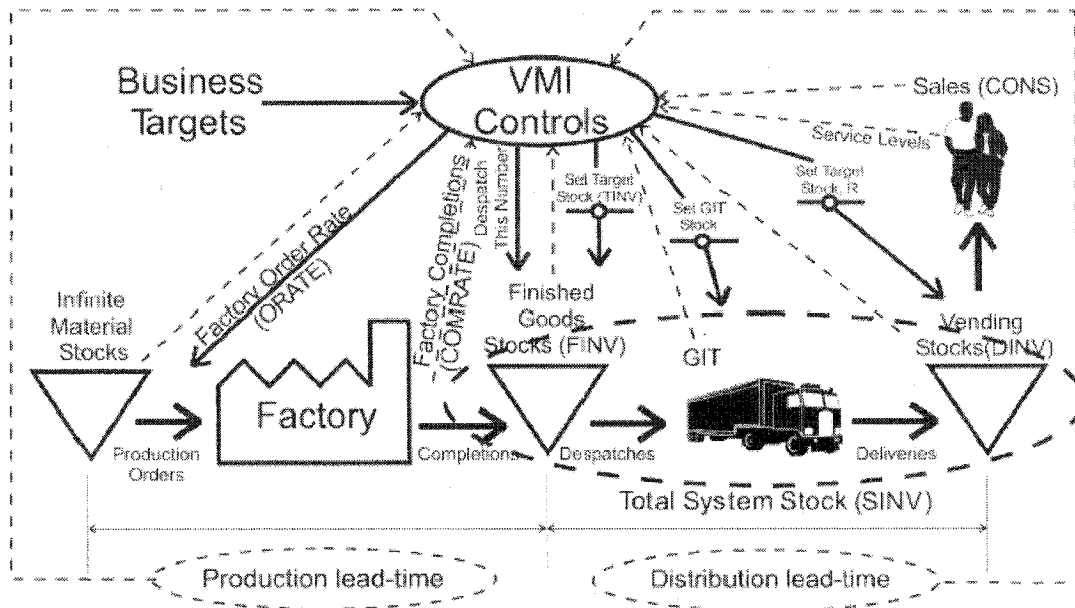 Business
Targets
VMI
Controls
Sales (CONS)
Service Levels
Set Target
Stock, R
Set Target
Stock (TINV)
Set GIT
Stock
Despatch
This Number
Factory Completions
(COMRATE)
Factory Order Rate
(ORATE)
Infinite
Material
Stocks
Finished
Goods
Stocks (FINV)
GIT
Vending
Stocks(DINV)
Factory
Production
Orders
Completions
Despatches
Deliveries
Total System Stock (SINV)
Production lead-time
Distribution lead-time